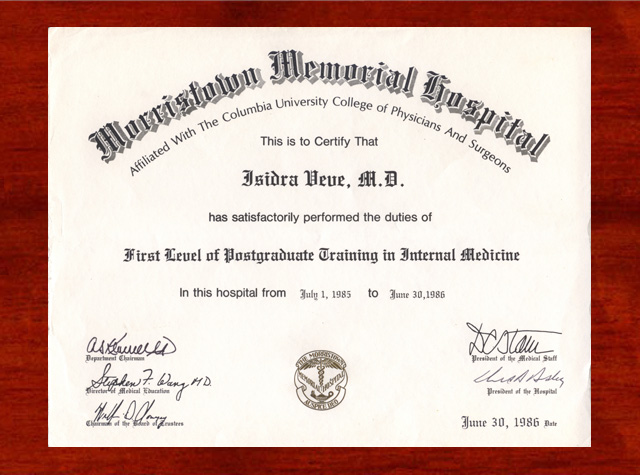 Morristown Memorial Hospital
Affiliated With The Columbia University College of Physicians And Surgeons
This is to Certify That
Isidra Veve, M.D.
has satisfactorily performed the duties of
First Level of Postgraduate Training in Internal Medicine
In this hospital from July 1, 1985 to June 30,1986
Department Chairman
President of the Medical Staff
Stephen F. Wang M.D.
Director of Medical Education
President of the Hospital
Chairman of the Board of Trustees
June 30, 1986 Date